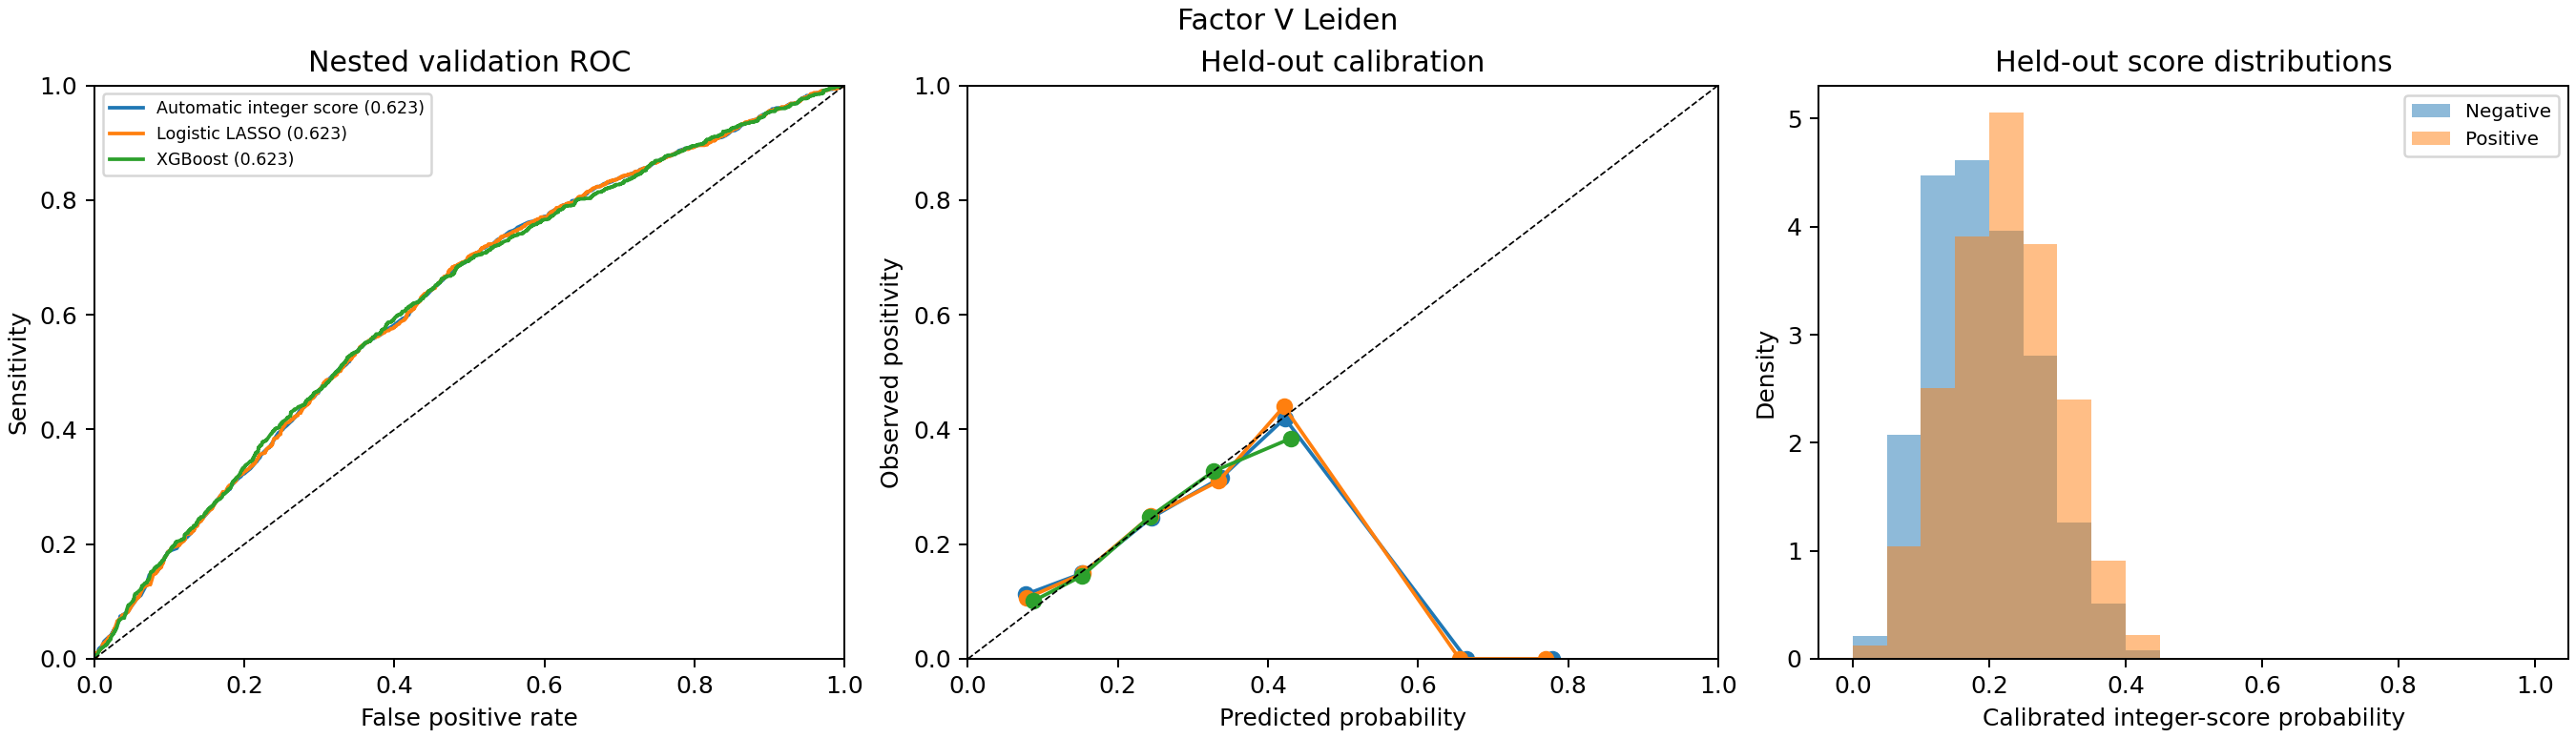 Factor V Leiden
Nested validation ROC
Sensitivity
1.0
0.8
0.6
0.4
0.2
0.0
Automatic integer score (0.623)
Logistic LASSO (0.623)
XGBoost (0.623)
0.0 0.2 0.4 0.6 0.8 1.0
False positive rate
Held-out calibration
Observed positivity
1.0
0.8
0.6
0.4
0.2
0.0
0.0 0.2 0.4 0.6 0.8 1.0
Predicted probability
Held-out score distributions
Density
5
4
3
2
1
0
Negative
Positive
0.0 0.2 0.4 0.6 0.8 1.0
Calibrated integer-score probability